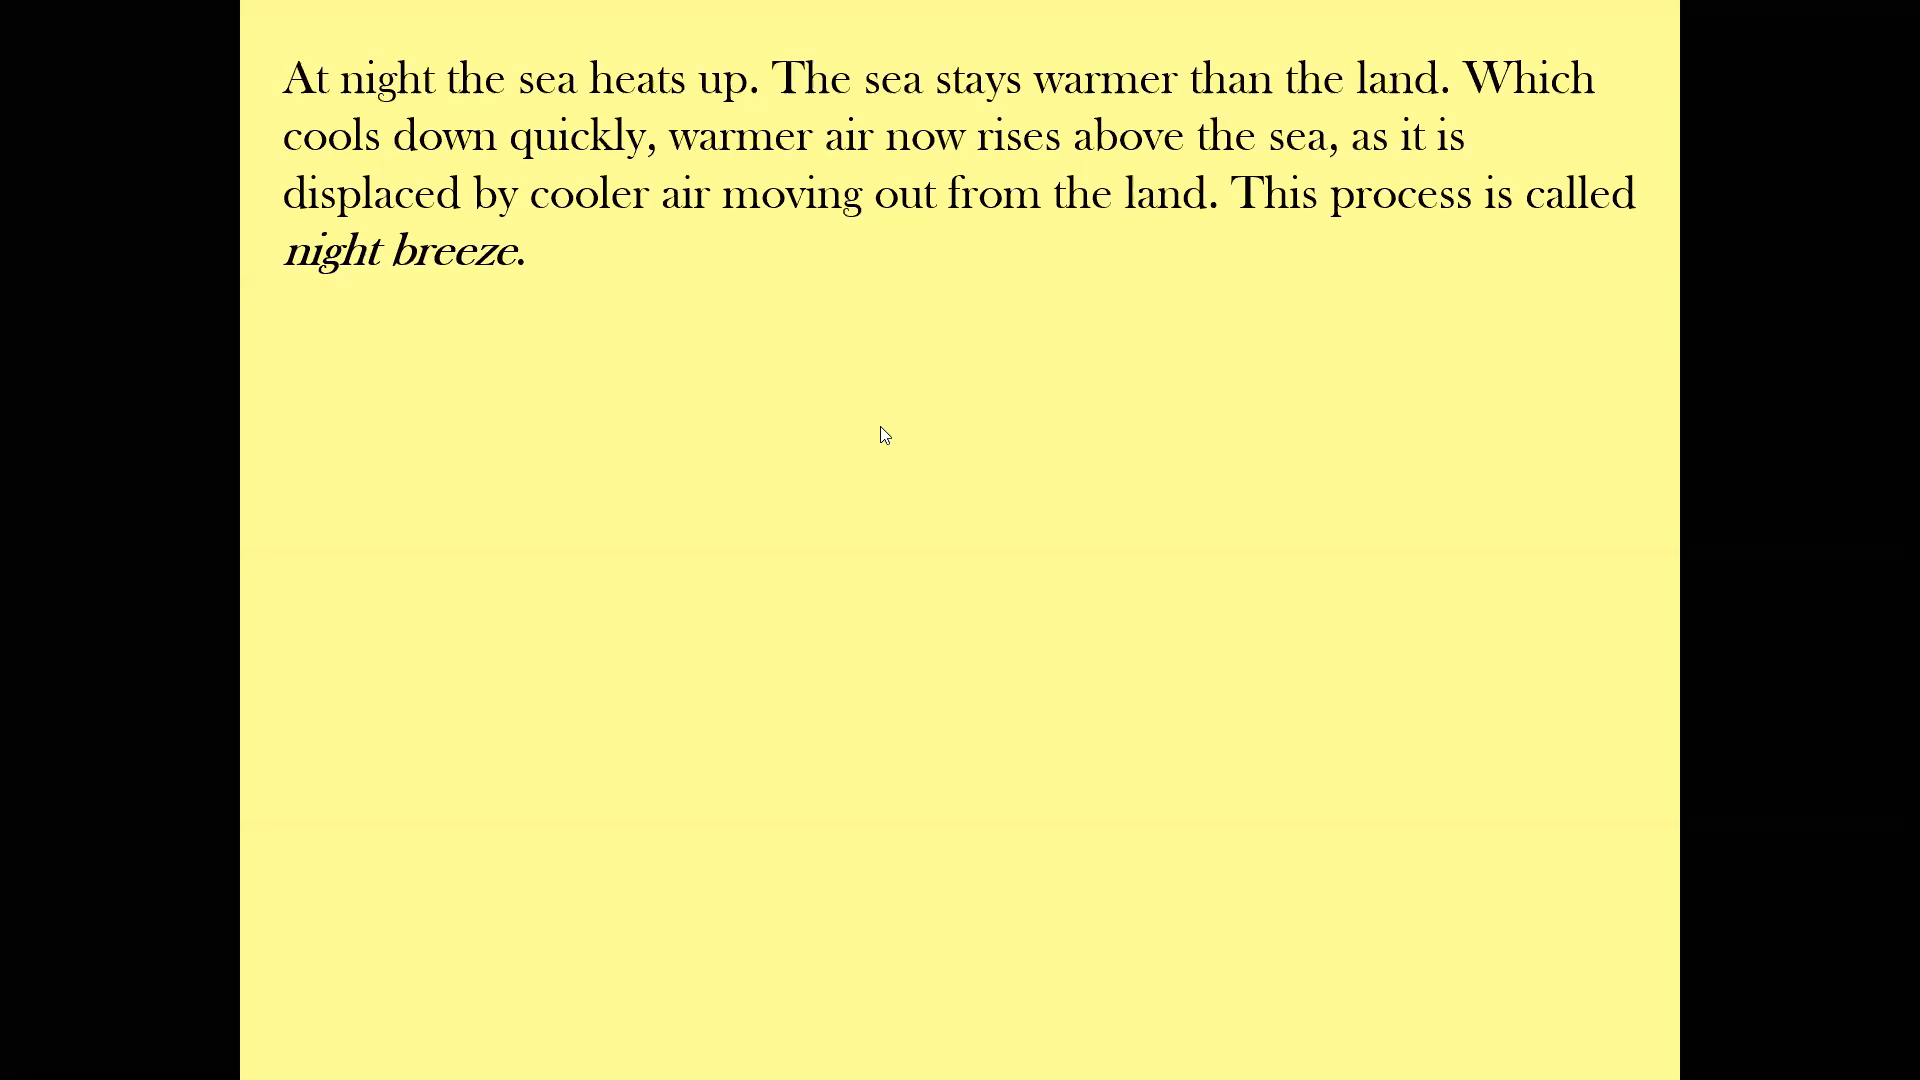 At night the sea heats up. The sea stays warmer than the land. Which
cools down quickly, warmer air now rises above the sea, as it is
displaced by cooler air moving out from the land. This process is called
night breeze.